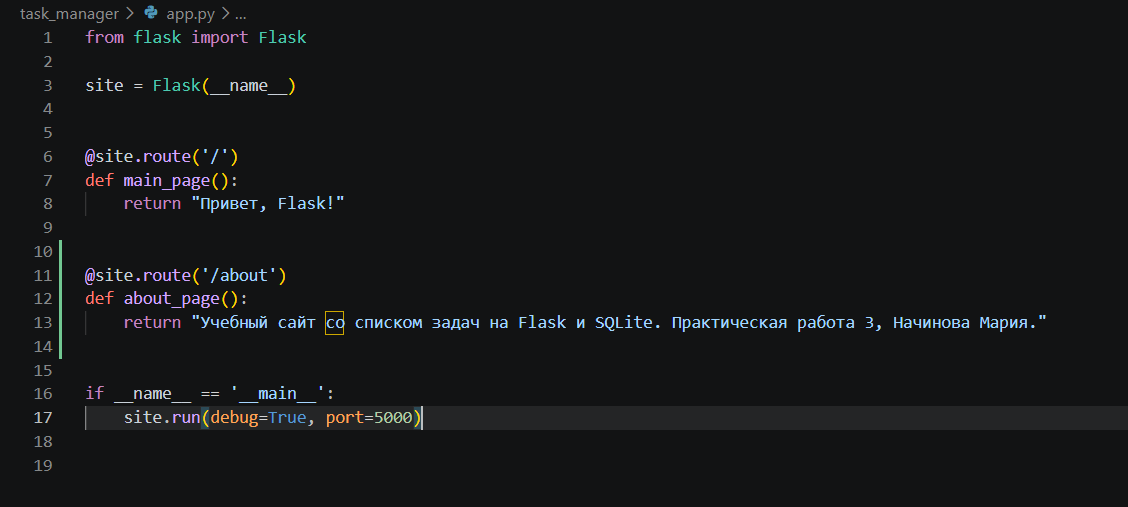 task_manager > app.py > ...
1 from flask import Flask
2
3 site = Flask(__name__)
4
5
6 @site.route('/')
7 def main_page():
8     return "Привет, Flask!"
9
10
11 @site.route('/about')
12 def about_page():
13     return "Учебный сайт со списком задач на Flask и SQLite. Практическая работа 3, Начинова Мария."
14
15
16 if __name__ == '__main__':
17     site.run(debug=True, port=5000)
18
19